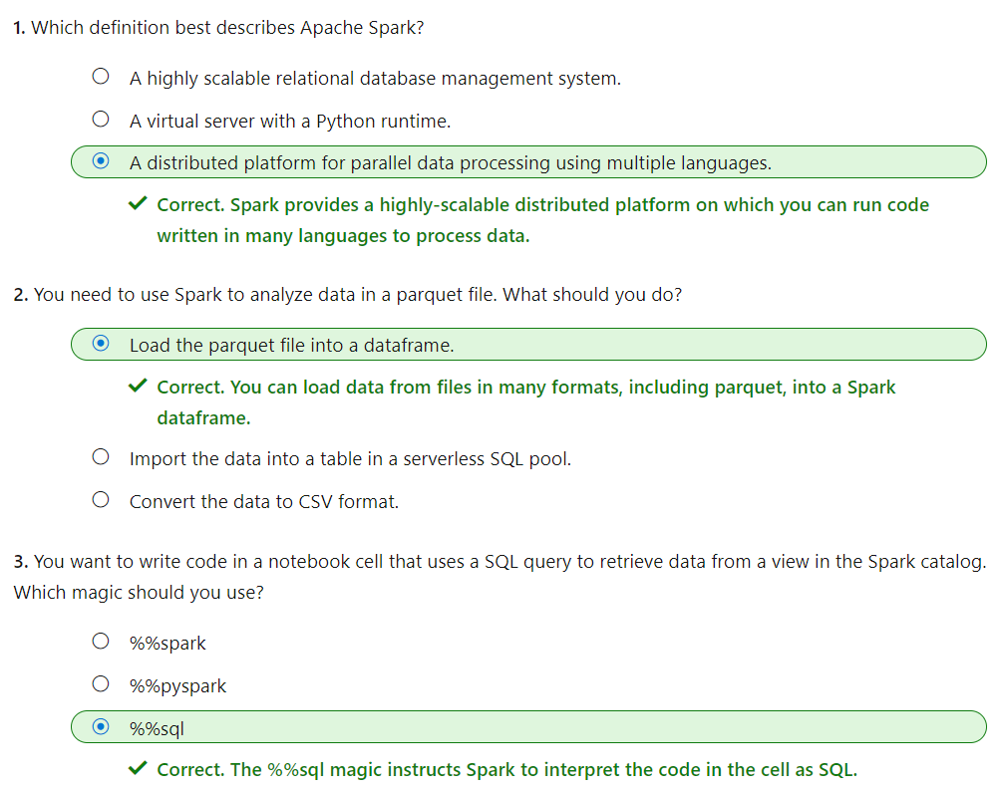 1. Which definition best describes Apache Spark?
A highly scalable relational database management system.
A virtual server with a Python runtime.
A distributed platform for parallel data processing using multiple languages.
Correct. Spark provides a highly-scalable distributed platform on which you can run code
written in many languages to process data.
2. You need to use Spark to analyze data in a parquet file. What should you do?
Load the parquet file into a dataframe.
Correct. You can load data from files in many formats, including parquet, into a Spark
dataframe.
Import the data into a table in a serverless SQL pool.
Convert the data to CSV format.
3. You want to write code in a notebook cell that uses a SQL query to retrieve data from a view in the Spark catalog.
Which magic should you use?
%%spark
%%pyspark
%%sql
Correct. The %%sql magic instructs Spark to interpret the code in the cell as SQL.